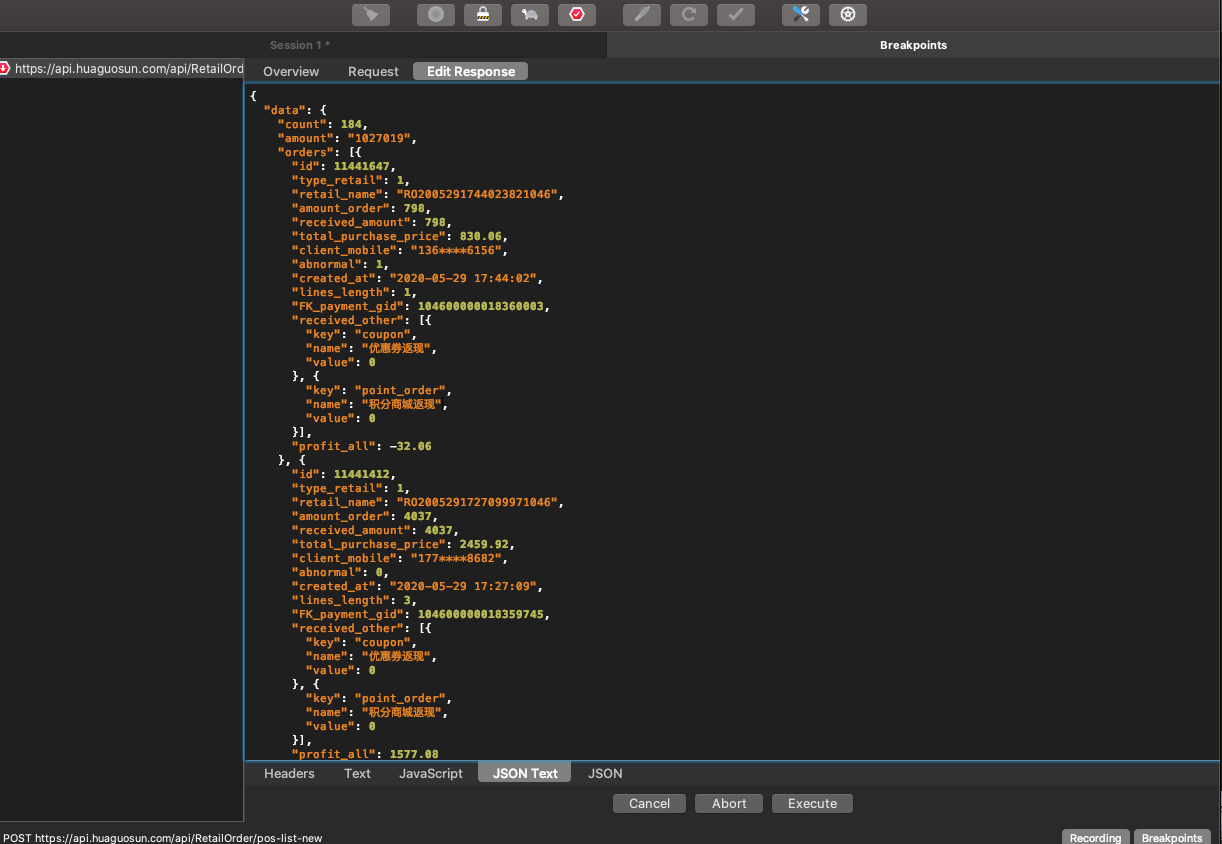 Session 1 *
Breakpoints
https://api.huaguosun.com/api/RetailOrd
Overview
Request
Edit Response
{
"data": {
"count": 184,
"amount": "1027019",
"orders": [{
"id": 11441647,
"type_retail": 1,
"retail_name": "RO2005291744023821046",
"amount_order": 798,
"received_amount": 798,
"total_purchase_price": 830.06,
"client_mobile": "136****6156",
"abnormal": 1,
"created_at": "2020-05-29 17:44:02",
"lines_length": 1,
"FK_payment_gid": 104600000018360003,
"received_other": [{
"key": "coupon",
"name": "优惠券返现",
"value": 0
}, {
"key": "point_order",
"name": "积分商城返现",
"value": 0
}],
"profit_all": -32.06
}, {
"id": 11441412,
"type_retail": 1,
"retail_name": "RO2005291727099971046",
"amount_order": 4037,
"received_amount": 4037,
"total_purchase_price": 2459.92,
"client_mobile": "177****8682",
"abnormal": 0,
"created_at": "2020-05-29 17:27:09",
"lines_length": 3,
"FK_payment_gid": 104600000018359745,
"received_other": [{
"key": "coupon",
"name": "优惠券返现",
"value": 0
}, {
"key": "point_order",
"name": "积分商城返现",
"value": 0
}],
"profit_all": 1577.08
Headers
Text
JavaScript
JSON Text
JSON
Cancel
Abort
Execute
POST https://api.huaguosun.com/api/RetailOrder/pos-list-new
Recording
Breakpoints